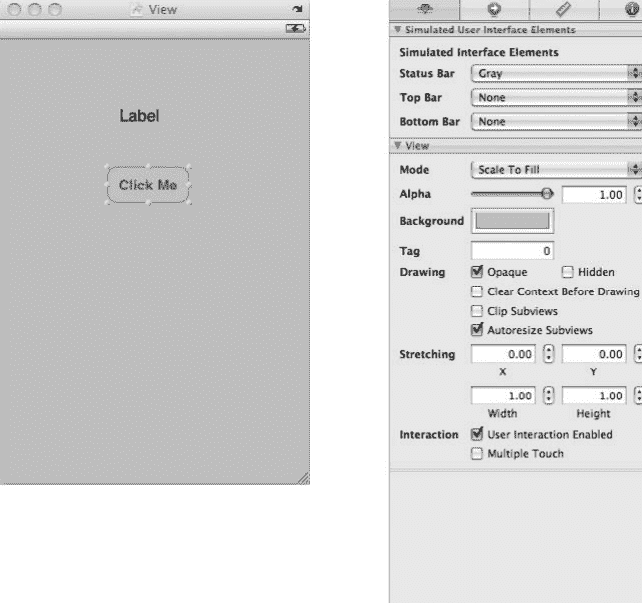 View
Label
Click Me
Simulated User Interface Elements
Simulated Interface Elements
Status Bar Gray
Top Bar None
Bottom Bar None
View
Mode Scale To Fill
Alpha 1.00
Background
Tag 0
Drawing Opaque Hidden
Clear Context Before Drawing
Clip Subviews
Autoresize Subviews
Stretching 0.00 0.00
X Y
1.00 1.00
Width Height
Interaction User Interaction Enabled
Multiple Touch